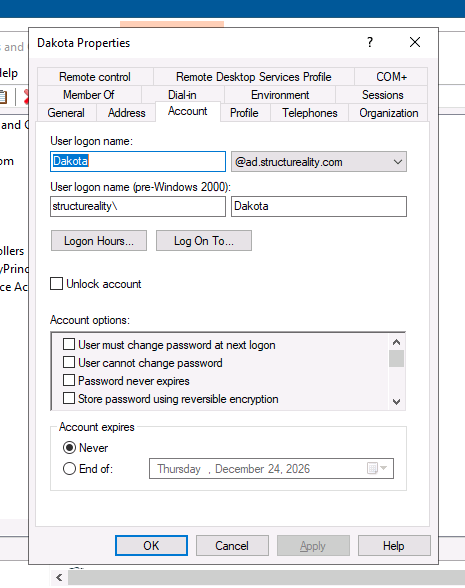 s and
Dakota Properties
?
elp
Remote control Remote Desktop Services Profile COM+
Member Of Dial-in Environment Sessions
General Address Account Profile Telephones Organization
and C
User logon name:
om
Dakota @ad.structureality.com
User logon name (pre-Windows 2000):
structureality\ Dakota
Logon Hours... Log On To...
ollers
yPrinc
ce Ac
Unlock account
Account options:
User must change password at next logon
User cannot change password
Password never expires
Store password using reversible encryption
Account expires
Never
End of: Thursday , December 24, 2026
OK Cancel Apply Help